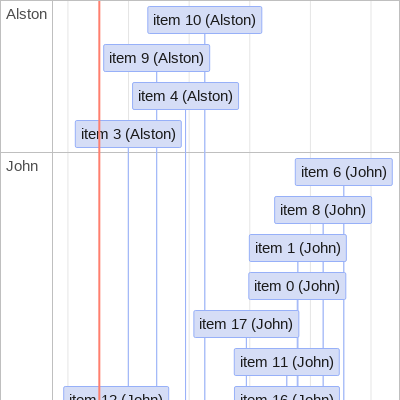 Alston
item 10 (Alston)
item 9 (Alston)
item 4 (Alston)
item 3 (Alston)
John
item 6 (John)
item 8 (John)
item 1 (John)
item 0 (John)
item 17 (John)
item 11 (John)
item 12 (John)
item 16 (John)